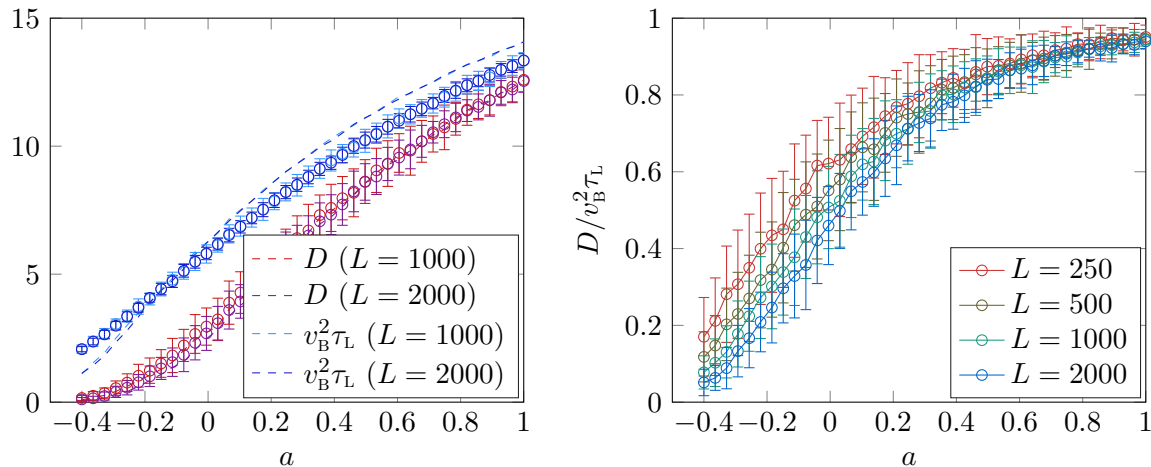 15
10
5
0
−0.4 −0.2 0 0.2 0.4 0.6 0.8 1
a
D (L = 1000)
D (L = 2000)
v_B^2 τ_L (L = 1000)
v_B^2 τ_L (L = 2000)
D/v_B^2 τ_L
1
0.8
0.6
0.4
0.2
0
−0.4 −0.2 0 0.2 0.4 0.6 0.8 1
a
L = 250
L = 500
L = 1000
L = 2000